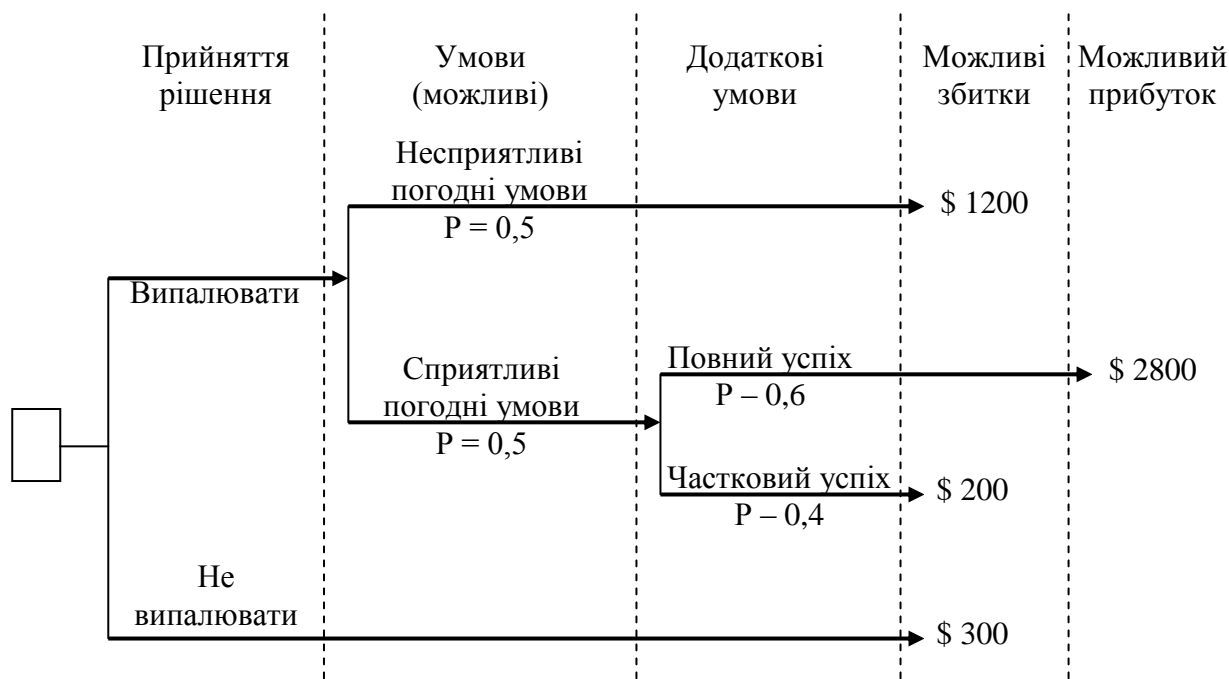 Прийняття
рішення
Умови
(можливі)
Додаткові
умови
Можливі
збитки
Можливий
прибуток
Несприятливі
погодні умови
P = 0,5
$ 1200
Випалювати
Сприятливі
погодні умови
P = 0,5
Повний успіх
P – 0,6
$ 2800
Частковий успіх
P – 0,4
$ 200
Не
випалювати
$ 300